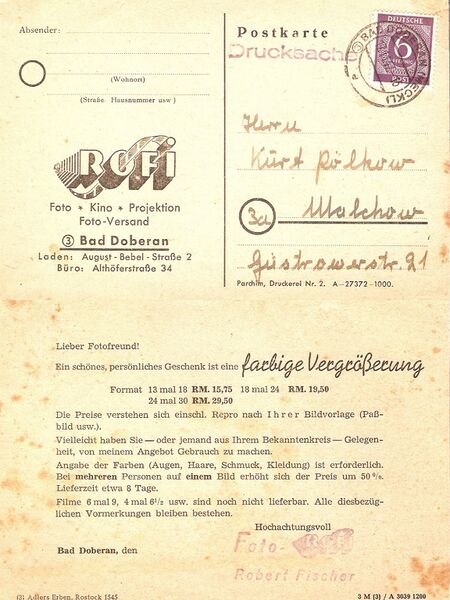 Absender:
(Wohnort)
(Straße Hausnummer usw)
ROFI
Foto * Kino * Projektion
Foto-Versand
③ Bad Doberan
Laden: August-Bebel-Straße 2
Büro: Althöferstraße 34
Postkarte
Drucksache
DEUTSCHE
6
PFENNIG
POST
BAD DOBERAN
Herrn
Kurt Pölkow
3a Malchow
Güstrowerstr. 21
Parchim, Druckerei Nr. 2. A-27372-1000.
Lieber Fotofreund!
Ein schönes, persönliches Geschenk ist eine farbige Vergrößerung
Format 13 mal 18 RM. 15,75 18 mal 24 RM. 19,50
24 mal 30 RM. 29,50
Die Preise verstehen sich einschl. Repro nach Ihrer Bildvorlage (Paß-
bild usw.).
Vielleicht haben Sie — oder jemand aus Ihrem Bekanntenkreis — Gelegen-
heit, von meinem Angebot Gebrauch zu machen.
Angabe der Farben (Augen, Haare, Schmuck, Kleidung) ist erforderlich.
Bei mehreren Personen auf einem Bild erhöht sich der Preis um 50%.
Lieferzeit etwa 8 Tage.
Filme 6mal 9, 4mal 6½ usw. sind noch nicht lieferbar. Alle diesbezüg-
lichen Vormerkungen bleiben bestehen.
Hochachtungsvoll
Bad Doberan, den
Foto- ROFI
Robert Fischer
(3) Adlers Erben, Rostock 1545
3 M (3) / A 3039 1200